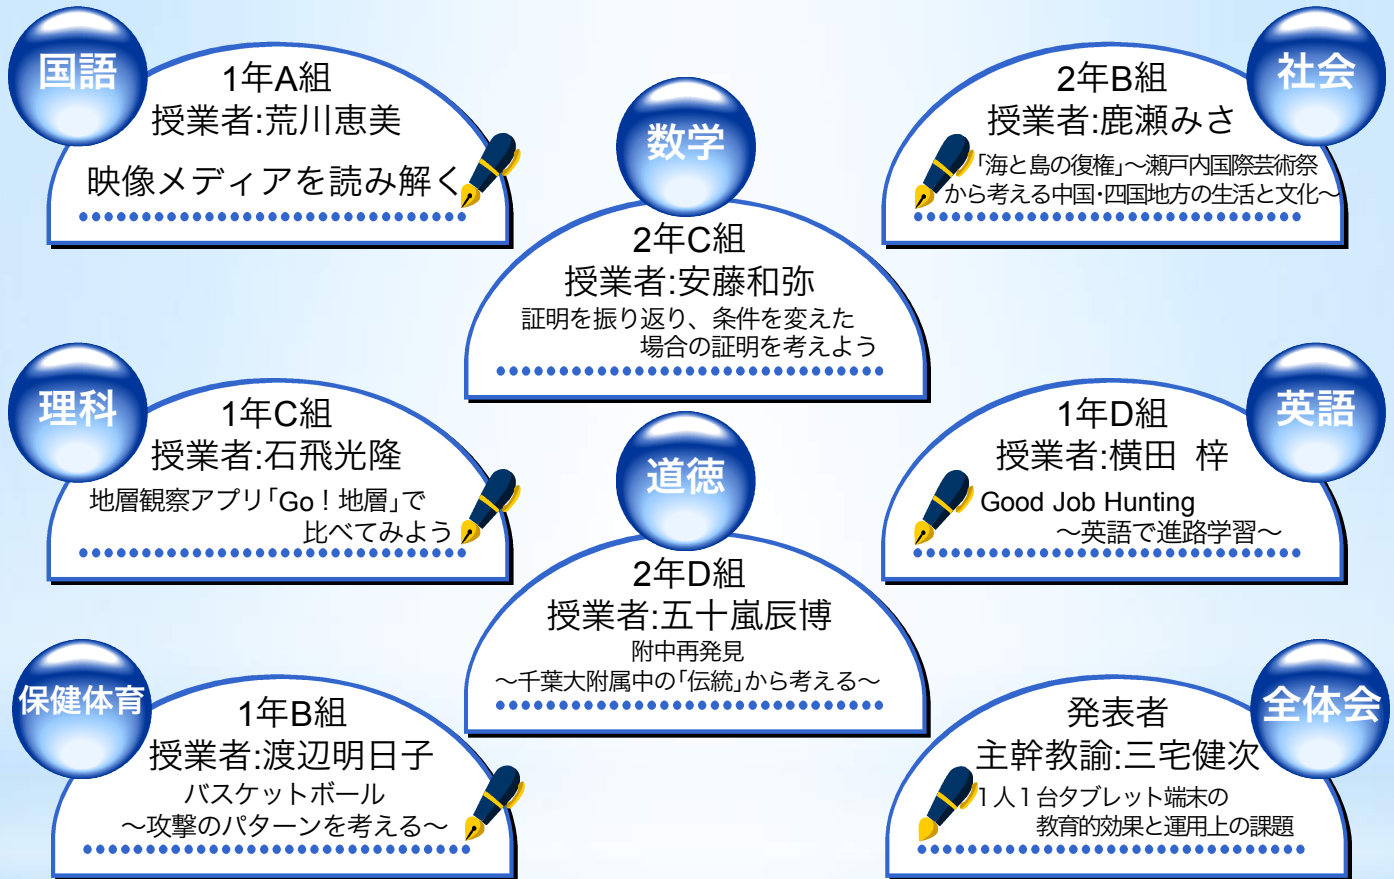 国語
1年A組
授業者:荒川恵美
映像メディアを読み解く
数学
2年C組
授業者:安藤和弥
証明を振り返り、条件を変えた
場合の証明を考えよう
社会
2年B組
授業者:鹿瀬みさ
「海と島の復権」～瀬戸内国際芸術祭
から考える中国・四国地方の生活と文化～
理科
1年C組
授業者:石飛光隆
地層観察アプリ「Go！地層」で
比べてみよう
道徳
2年D組
授業者:五十嵐辰博
附中再発見
～千葉大附属中の「伝統」から考える～
英語
1年D組
授業者:横田 梓
Good Job Hunting
～英語で進路学習～
保健体育
1年B組
授業者:渡辺明日子
バスケットボール
～攻撃のパターンを考える～
全体会
発表者
主幹教諭:三宅健次
1人1台タブレット端末の
教育的効果と運用上の課題